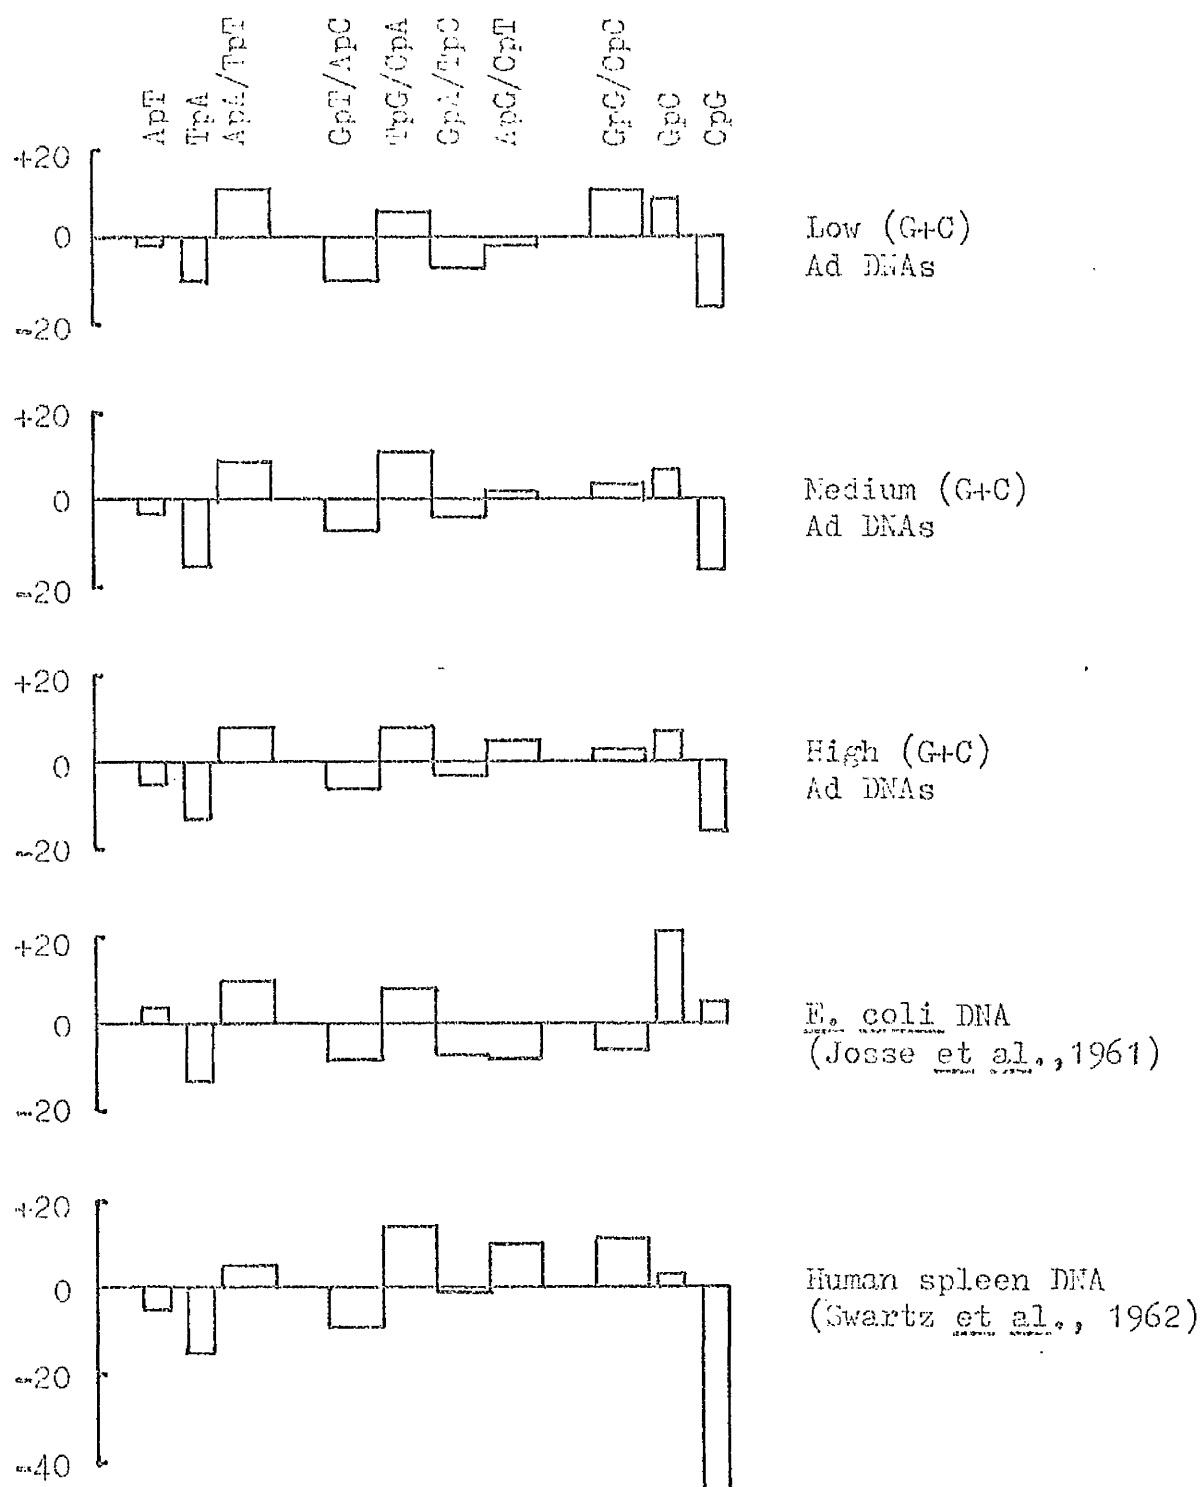 ApT
TpA
ApA/TpT
GpT/ApC
TpG/CpA
GpA/TpC
ApG/CpT
GpG/CpC
GpC
CpG
+20
0
-20
Low (G+C)
Ad DNAs
+20
0
-20
Medium (G+C)
Ad DNAs
+20
0
-20
High (G+C)
Ad DNAs
+20
0
-20
E. coli DNA
(Josse et al., 1961)
+20
0
-20
-40
Human spleen DNA
(Swartz et al., 1962)